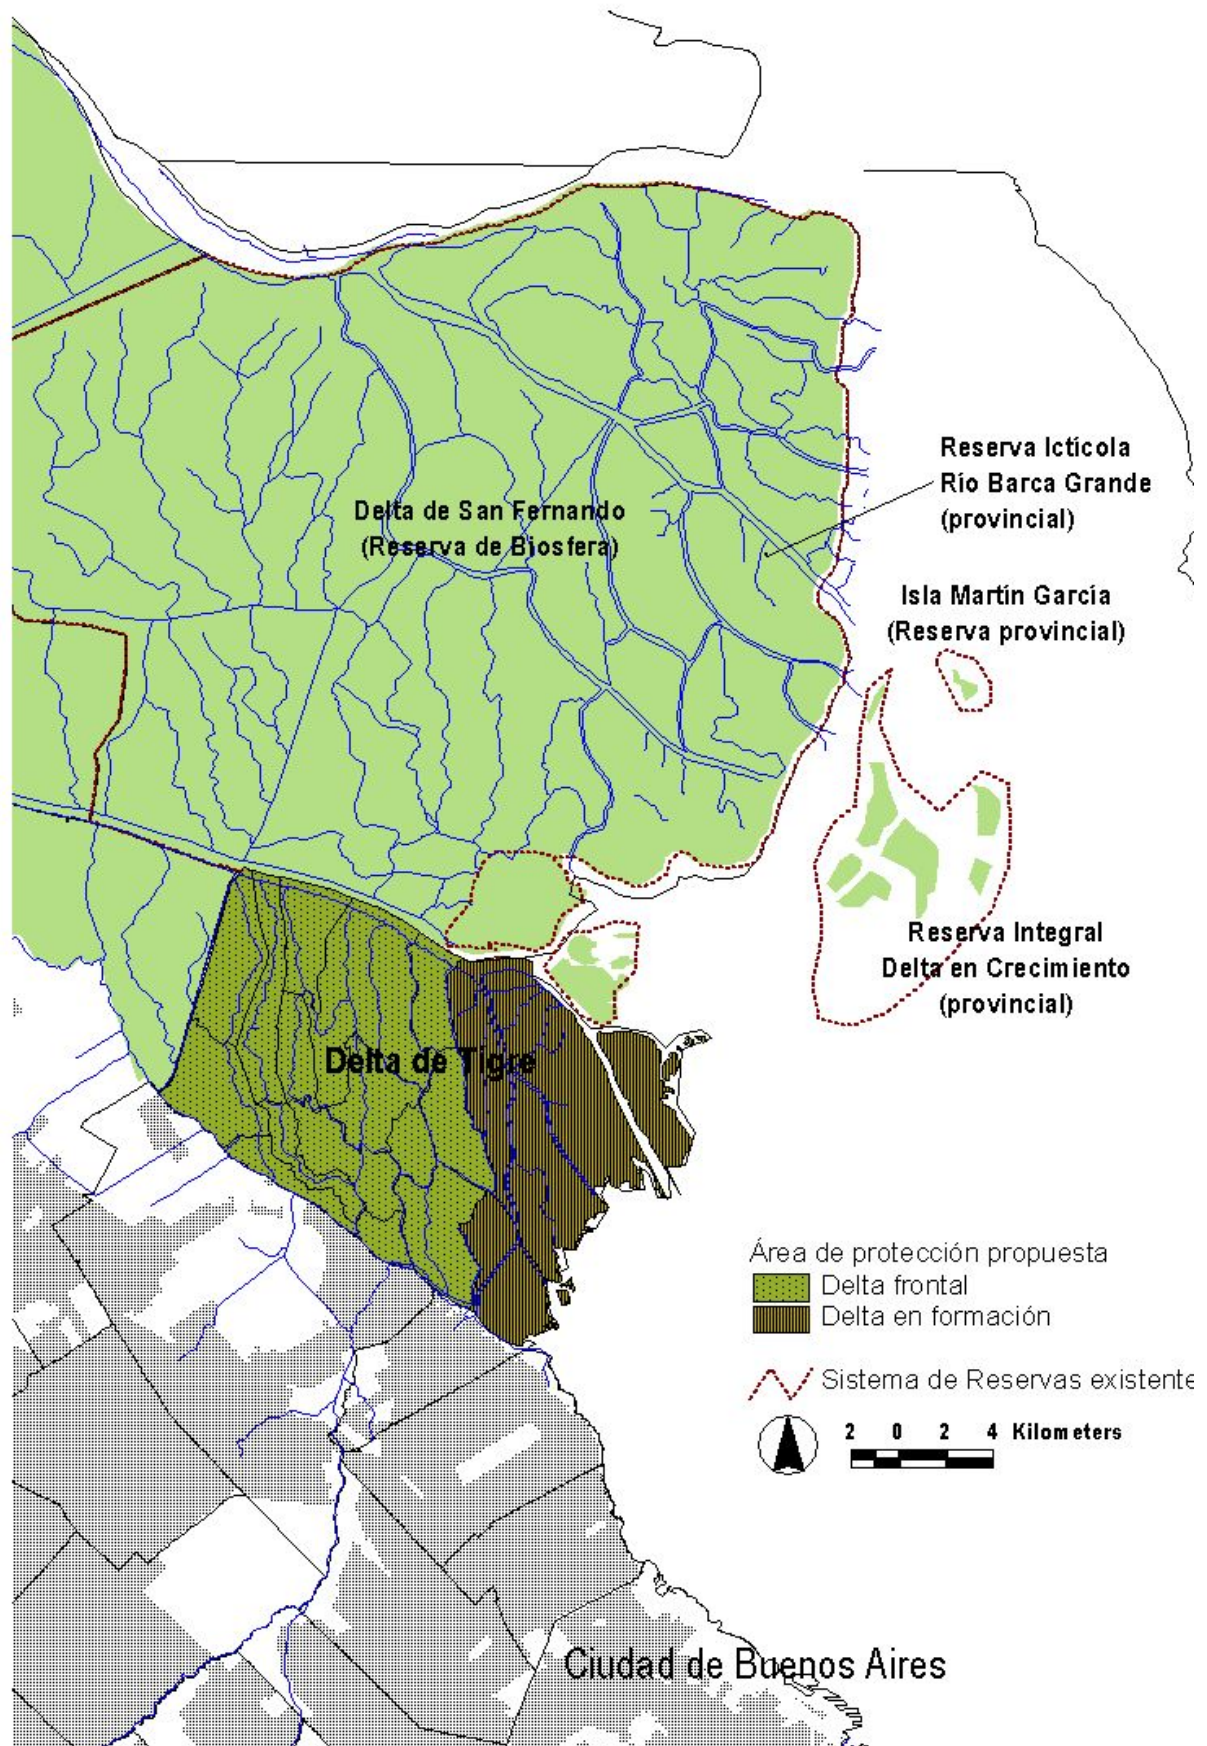 Reserva Ictícola
Río Barca Grande
(provincial)
Delta de San Fernando
(Reserva de Biosfera)
Isla Martín García
(Reserva provincial)
Reserva Integral
Delta en Crecimiento
(provincial)
Delta de Tigre
Área de protección propuesta
Delta frontal
Delta en formación
Sistema de Reservas existente
2 0 2 4 Kilometers
Ciudad de Buenos Aires